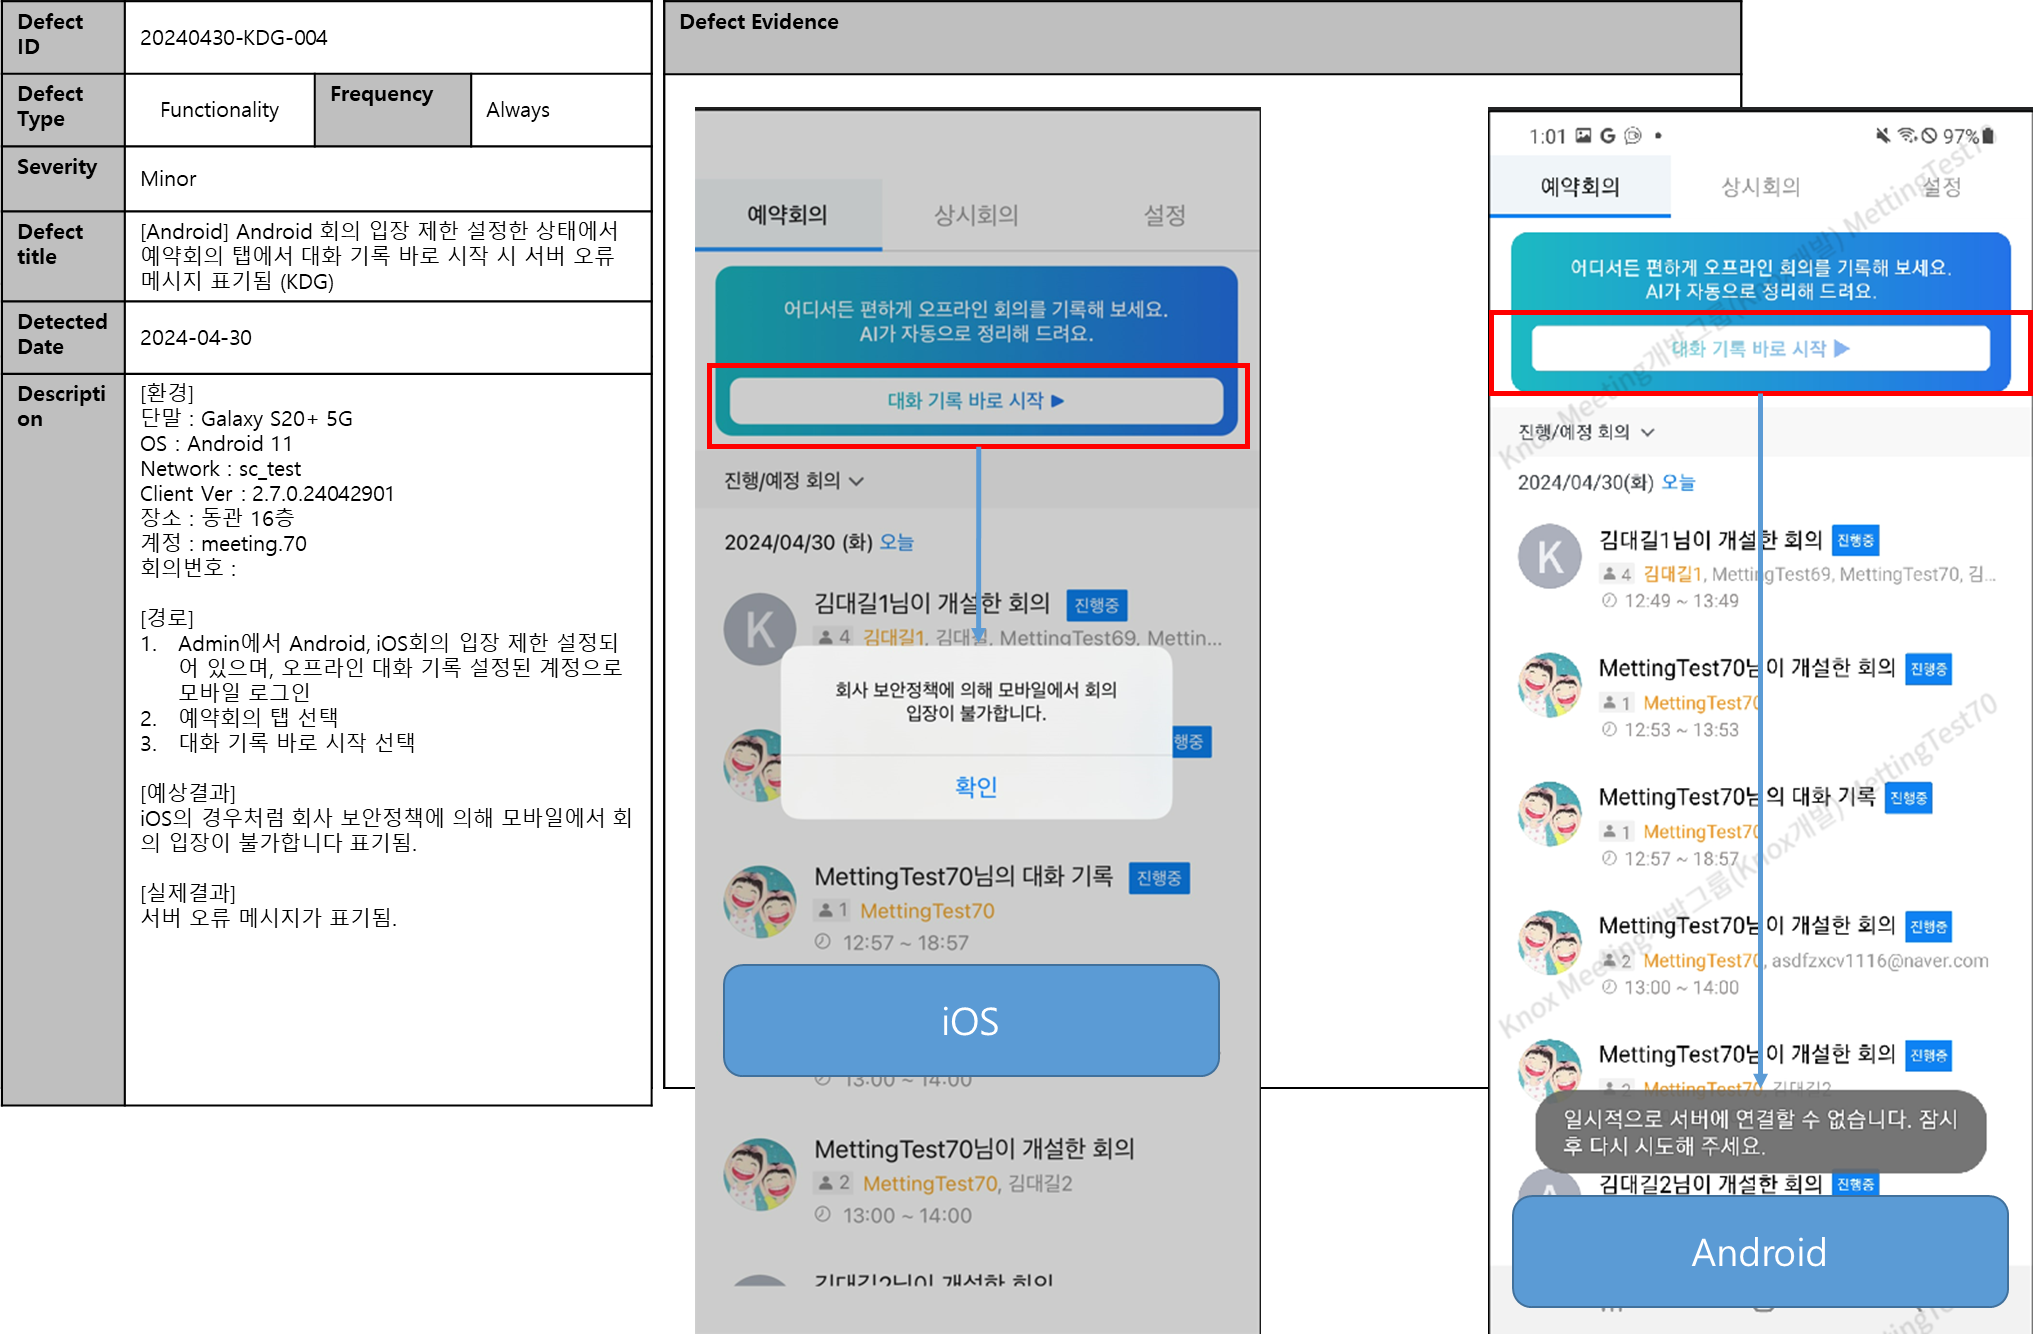 Defect ID
20240430-KDG-004
Defect Type
Functionality
Frequency
Always
Severity
Minor
Defect title
[Android] Android 회의 입장 제한 설정한 상태에서
예약회의 탭에서 대화 기록 바로 시작 시 서버 오류
메시지 표기됨 (KDG)
Detected Date
2024-04-30
Descripti
on
[환경]
단말 : Galaxy S20+ 5G
OS : Android 11
Network : sc_test
Client Ver : 2.7.0.24042901
장소 : 동관 16층
계정 : meeting.70
회의번호 :
[경로]
1. Admin에서 Android, iOS회의 입장 제한 설정되
어 있으며, 오프라인 대화 기록 설정된 계정으로
모바일 로그인
2. 예약회의 탭 선택
3. 대화 기록 바로 시작 선택
[예상결과]
iOS의 경우처럼 회사 보안정책에 의해 모바일에서 회
의 입장이 불가합니다 표기됨.
[실제결과]
서버 오류 메시지가 표기됨.
Defect Evidence
예약회의 상시회의 설정
어디서든 편하게 오프라인 회의를 기록해 보세요.
AI가 자동으로 정리해 드려요.
대화 기록 바로 시작 ▶
진행/예정 회의
2024/04/30 (화) 오늘
K
김대길1님이 개설한 회의 진행중
4 김대길1, 김대길, MettingTest69, Mettin...
회사 보안정책에 의해 모바일에서 회의
입장이 불가합니다.
확인
행중
MettingTest70님의 대화 기록 진행중
1 MettingTest70
12:57 ~ 18:57
iOS
13:00 ~ 14:00
MettingTest70님이 개설한 회의
2 MettingTest70, 김대길2
13:00 ~ 14:00
김대길2님이 개설한 회의
1:01 G 97%
예약회의 상시회의 설정
어디서든 편하게 오프라인 회의를 기록해 보세요.
AI가 자동으로 정리해 드려요.
대화 기록 바로 시작 ▶
진행/예정 회의
2024/04/30(화) 오늘
K
김대길1님이 개설한 회의 진행중
4 김대길1, MettingTest69, MettingTest70, 김...
12:49 ~ 13:49
MettingTest70님이 개설한 회의 진행중
1 MettingTest70
12:53 ~ 13:53
MettingTest70님의 대화 기록 진행중
1 MettingTest70
12:57 ~ 18:57
MettingTest70님이 개설한 회의 진행중
2 MettingTest70, asdfzxcv1116@naver.com
13:00 ~ 14:00
MettingTest70님이 개설한 회의 진행중
2 MettingTest70, 김대길2
일시적으로 서버에 연결할 수 없습니다. 잠시
후 다시 시도해 주세요.
김대길2님이 개설한 회의 진행중
Android
Knox Meeting개발그룹(Knox개발) MettingTest70
Knox Meeting개발그룹(Knox개발) MettingTest70